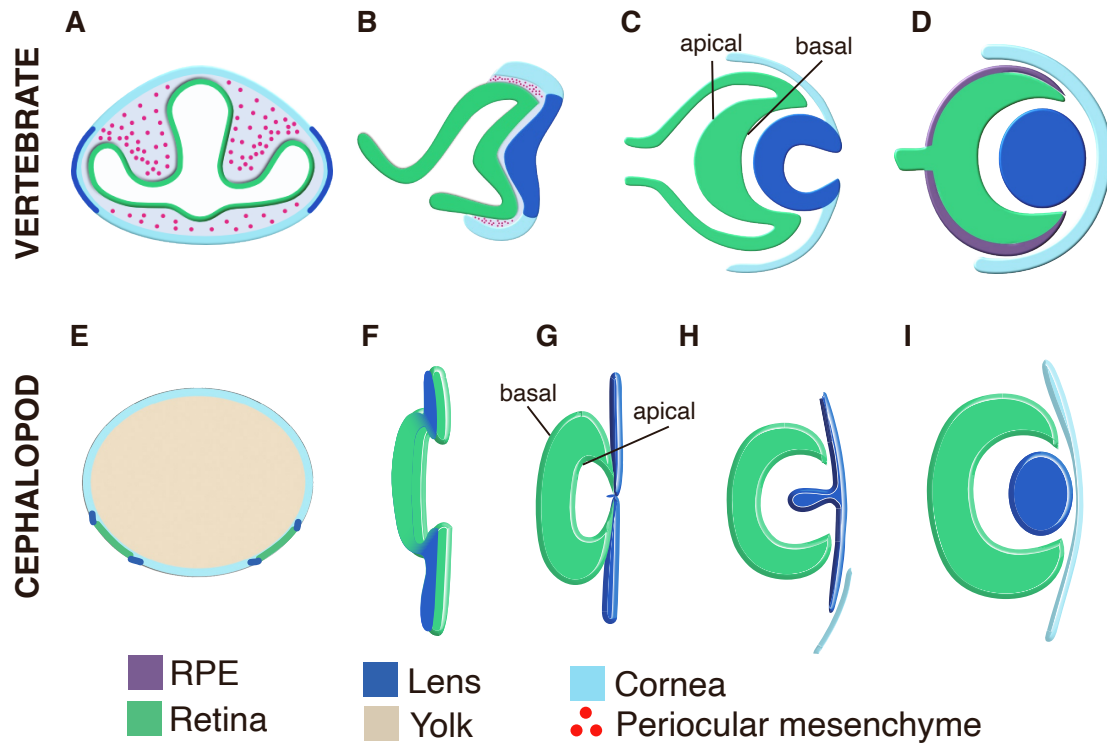 VERTEBRATE
A
B
C
D
apical
basal
CEPHALOPOD
E
F
G
H
I
basal
apical
RPE
Lens
Cornea
Retina
Yolk
Periocular mesenchyme